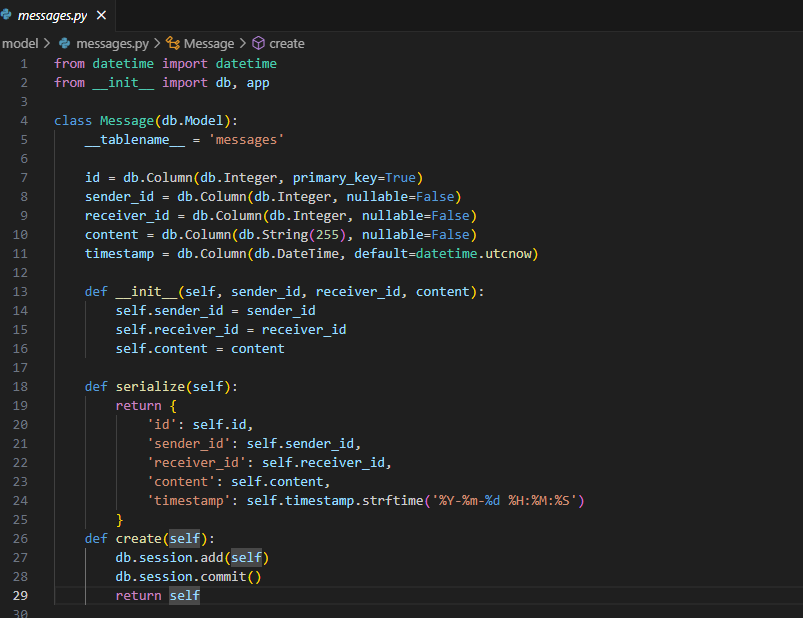 messages.py
model > messages.py > Message > create
1 from datetime import datetime
2 from __init__ import db, app
3
4 class Message(db.Model):
5     __tablename__ = 'messages'
6
7     id = db.Column(db.Integer, primary_key=True)
8     sender_id = db.Column(db.Integer, nullable=False)
9     receiver_id = db.Column(db.Integer, nullable=False)
10     content = db.Column(db.String(255), nullable=False)
11     timestamp = db.Column(db.DateTime, default=datetime.utcnow)
12
13     def __init__(self, sender_id, receiver_id, content):
14         self.sender_id = sender_id
15         self.receiver_id = receiver_id
16         self.content = content
17
18     def serialize(self):
19         return {
20             'id': self.id,
21             'sender_id': self.sender_id,
22             'receiver_id': self.receiver_id,
23             'content': self.content,
24             'timestamp': self.timestamp.strftime('%Y-%m-%d %H:%M:%S')
25         }
26     def create(self):
27         db.session.add(self)
28         db.session.commit()
29         return self
30